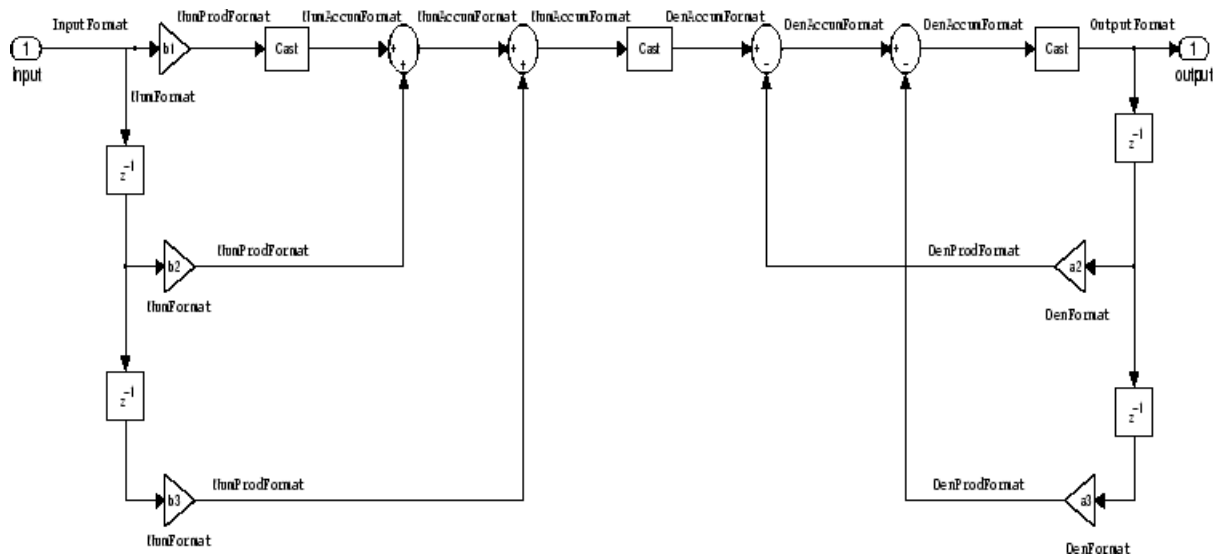 InputFormat
NumProdFormat
NumAccumFormat
NumAccumFormat
NumAccumFormat
DenAccumFormat
DenAccumFormat
DenAccumFormat
OutputFormat
1
input
b1
Cast
+
+
+
+
Cast
+
−
+
−
Cast
1
output
NumFormat
z−1
z−1
b2
NumProdFormat
NumFormat
DenProdFormat
a2
DenFormat
z−1
z−1
b3
NumProdFormat
NumFormat
DenProdFormat
a3
DenFormat